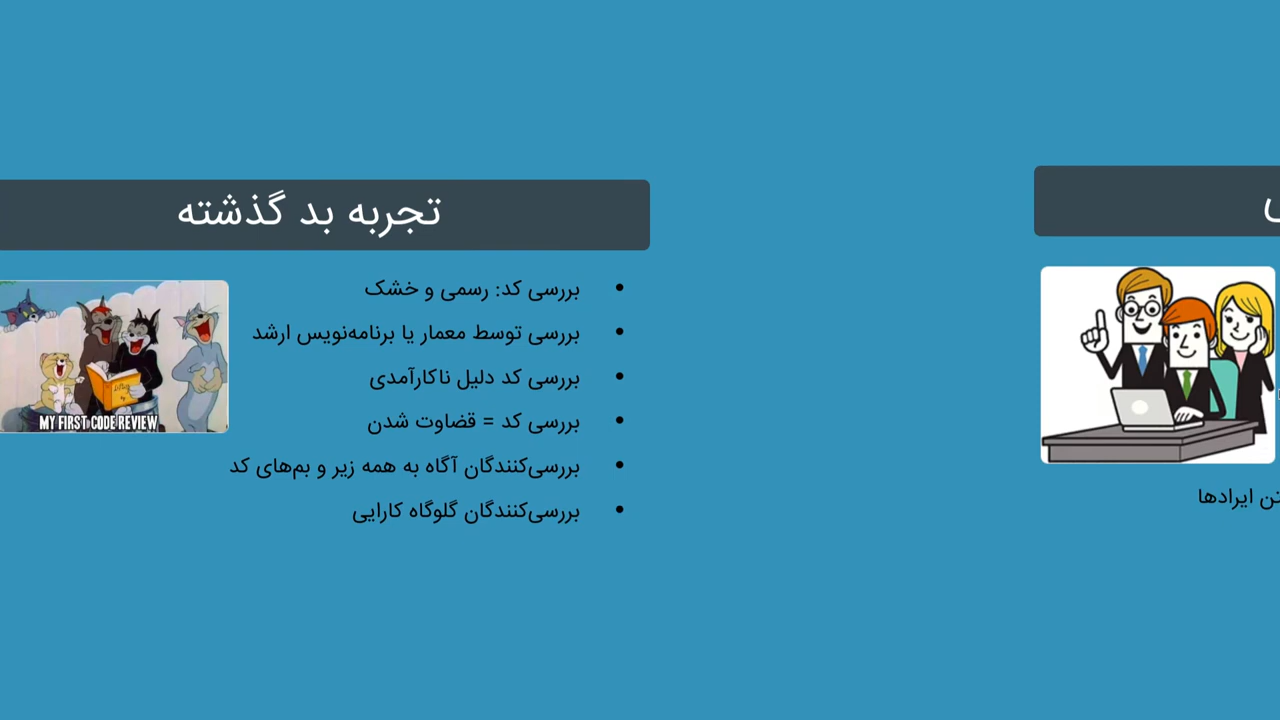 تجربه بد گذشته
بررسی کد: رسمی و خشک
بررسی توسط معمار یا برنامه‌نویس ارشد
بررسی کد دلیل ناکارآمدی
بررسی کد = قضاوت شدن
بررسی‌کنندگان آگاه به همه زیر و بم‌های کد
بررسی‌کنندگان گلوگاه کارایی
MY FIRST CODE REVIEW
ایرادها